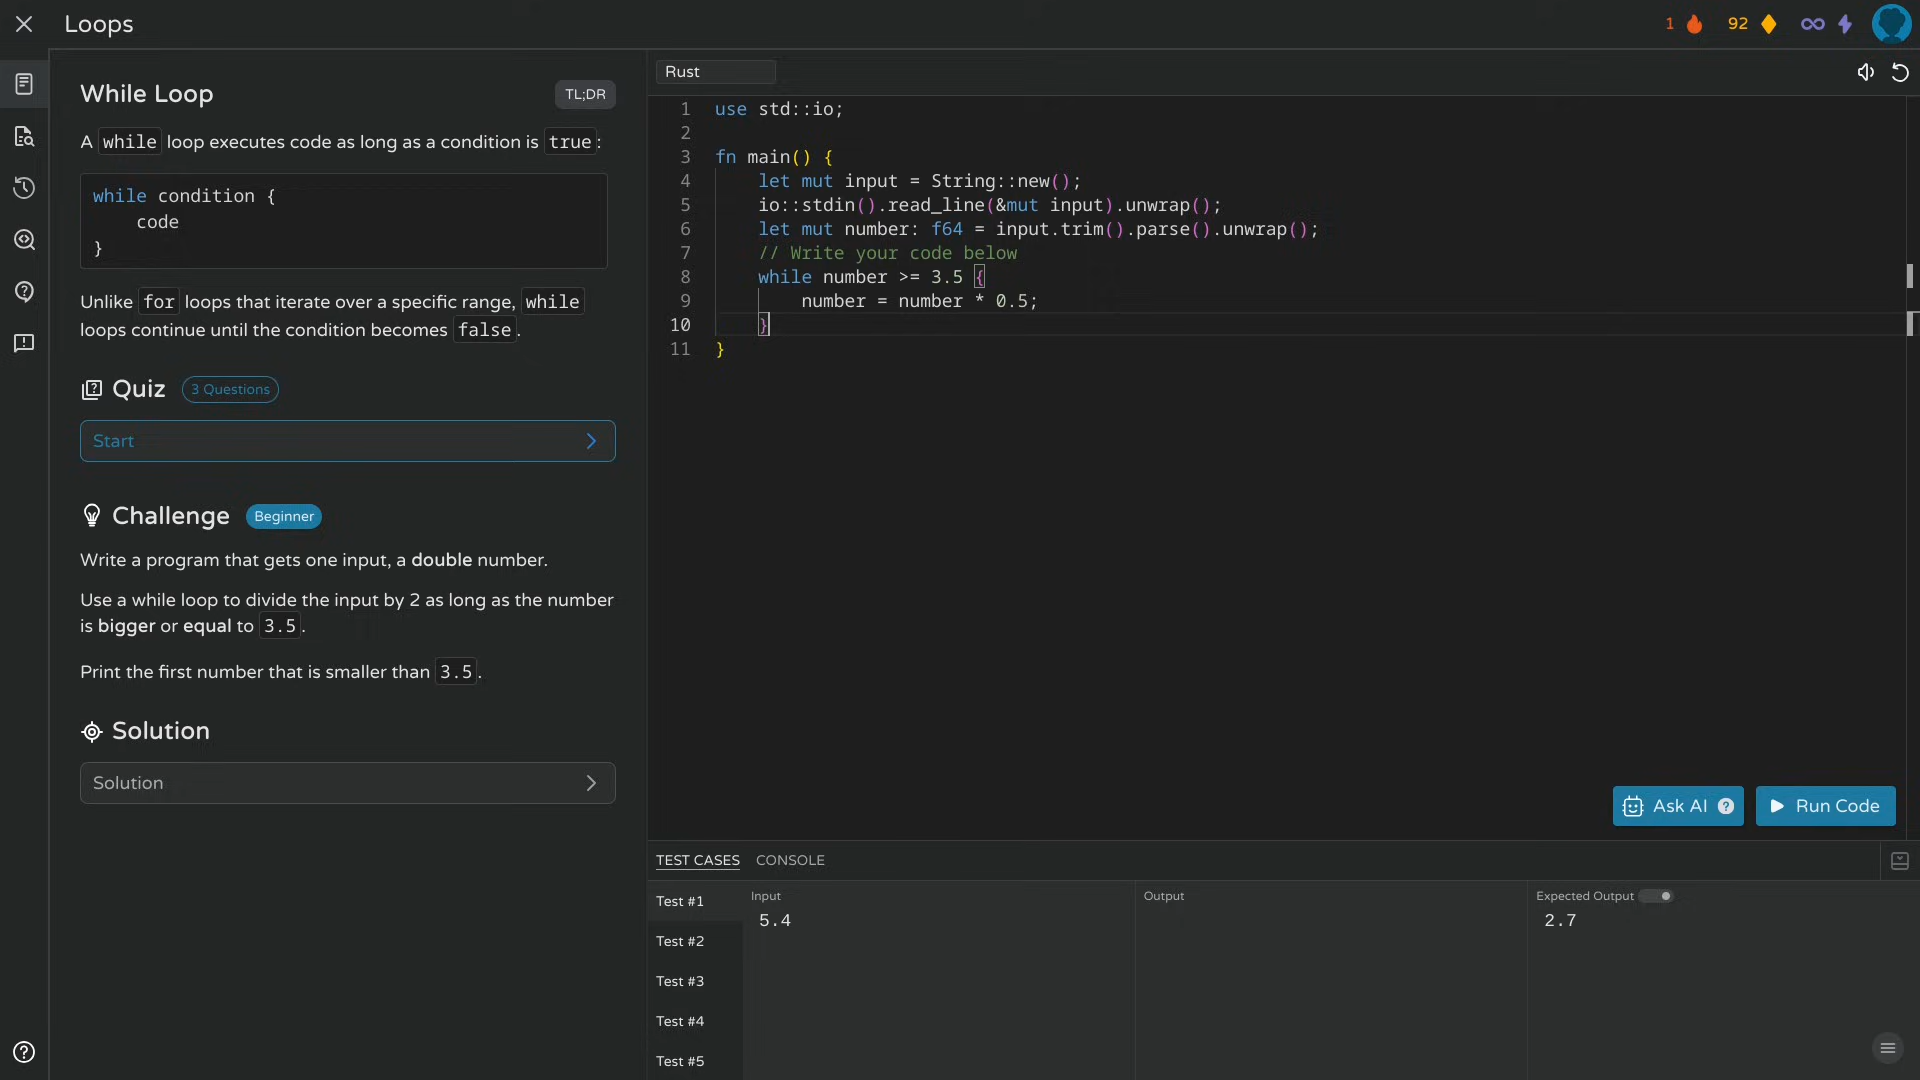 Loops
1
92
While Loop
TL;DR
A while loop executes code as long as a condition is true:
while condition {
    code
}
Unlike for loops that iterate over a specific range, while
loops continue until the condition becomes false.
Quiz
3 Questions
Start
Challenge
Beginner
Write a program that gets one input, a double number.
Use a while loop to divide the input by 2 as long as the number
is bigger or equal to 3.5.
Print the first number that is smaller than 3.5.
Solution
Solution
Rust
1 use std::io;
2
3 fn main() {
4     let mut input = String::new();
5     io::stdin().read_line(&mut input).unwrap();
6     let mut number: f64 = input.trim().parse().unwrap();
7     // Write your code below
8     while number >= 3.5 {
9         number = number * 0.5;
10     }
11 }
Ask AI ?
Run Code
TEST CASES
CONSOLE
Test #1
Test #2
Test #3
Test #4
Test #5
Input
5.4
Output
Expected Output
2.7